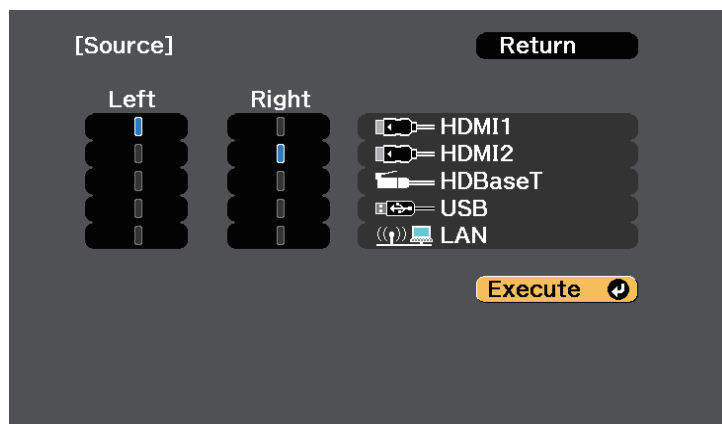 [Source] Return
Left Right
HDMI1
HDMI2
HDBaseT
USB
LAN
Execute